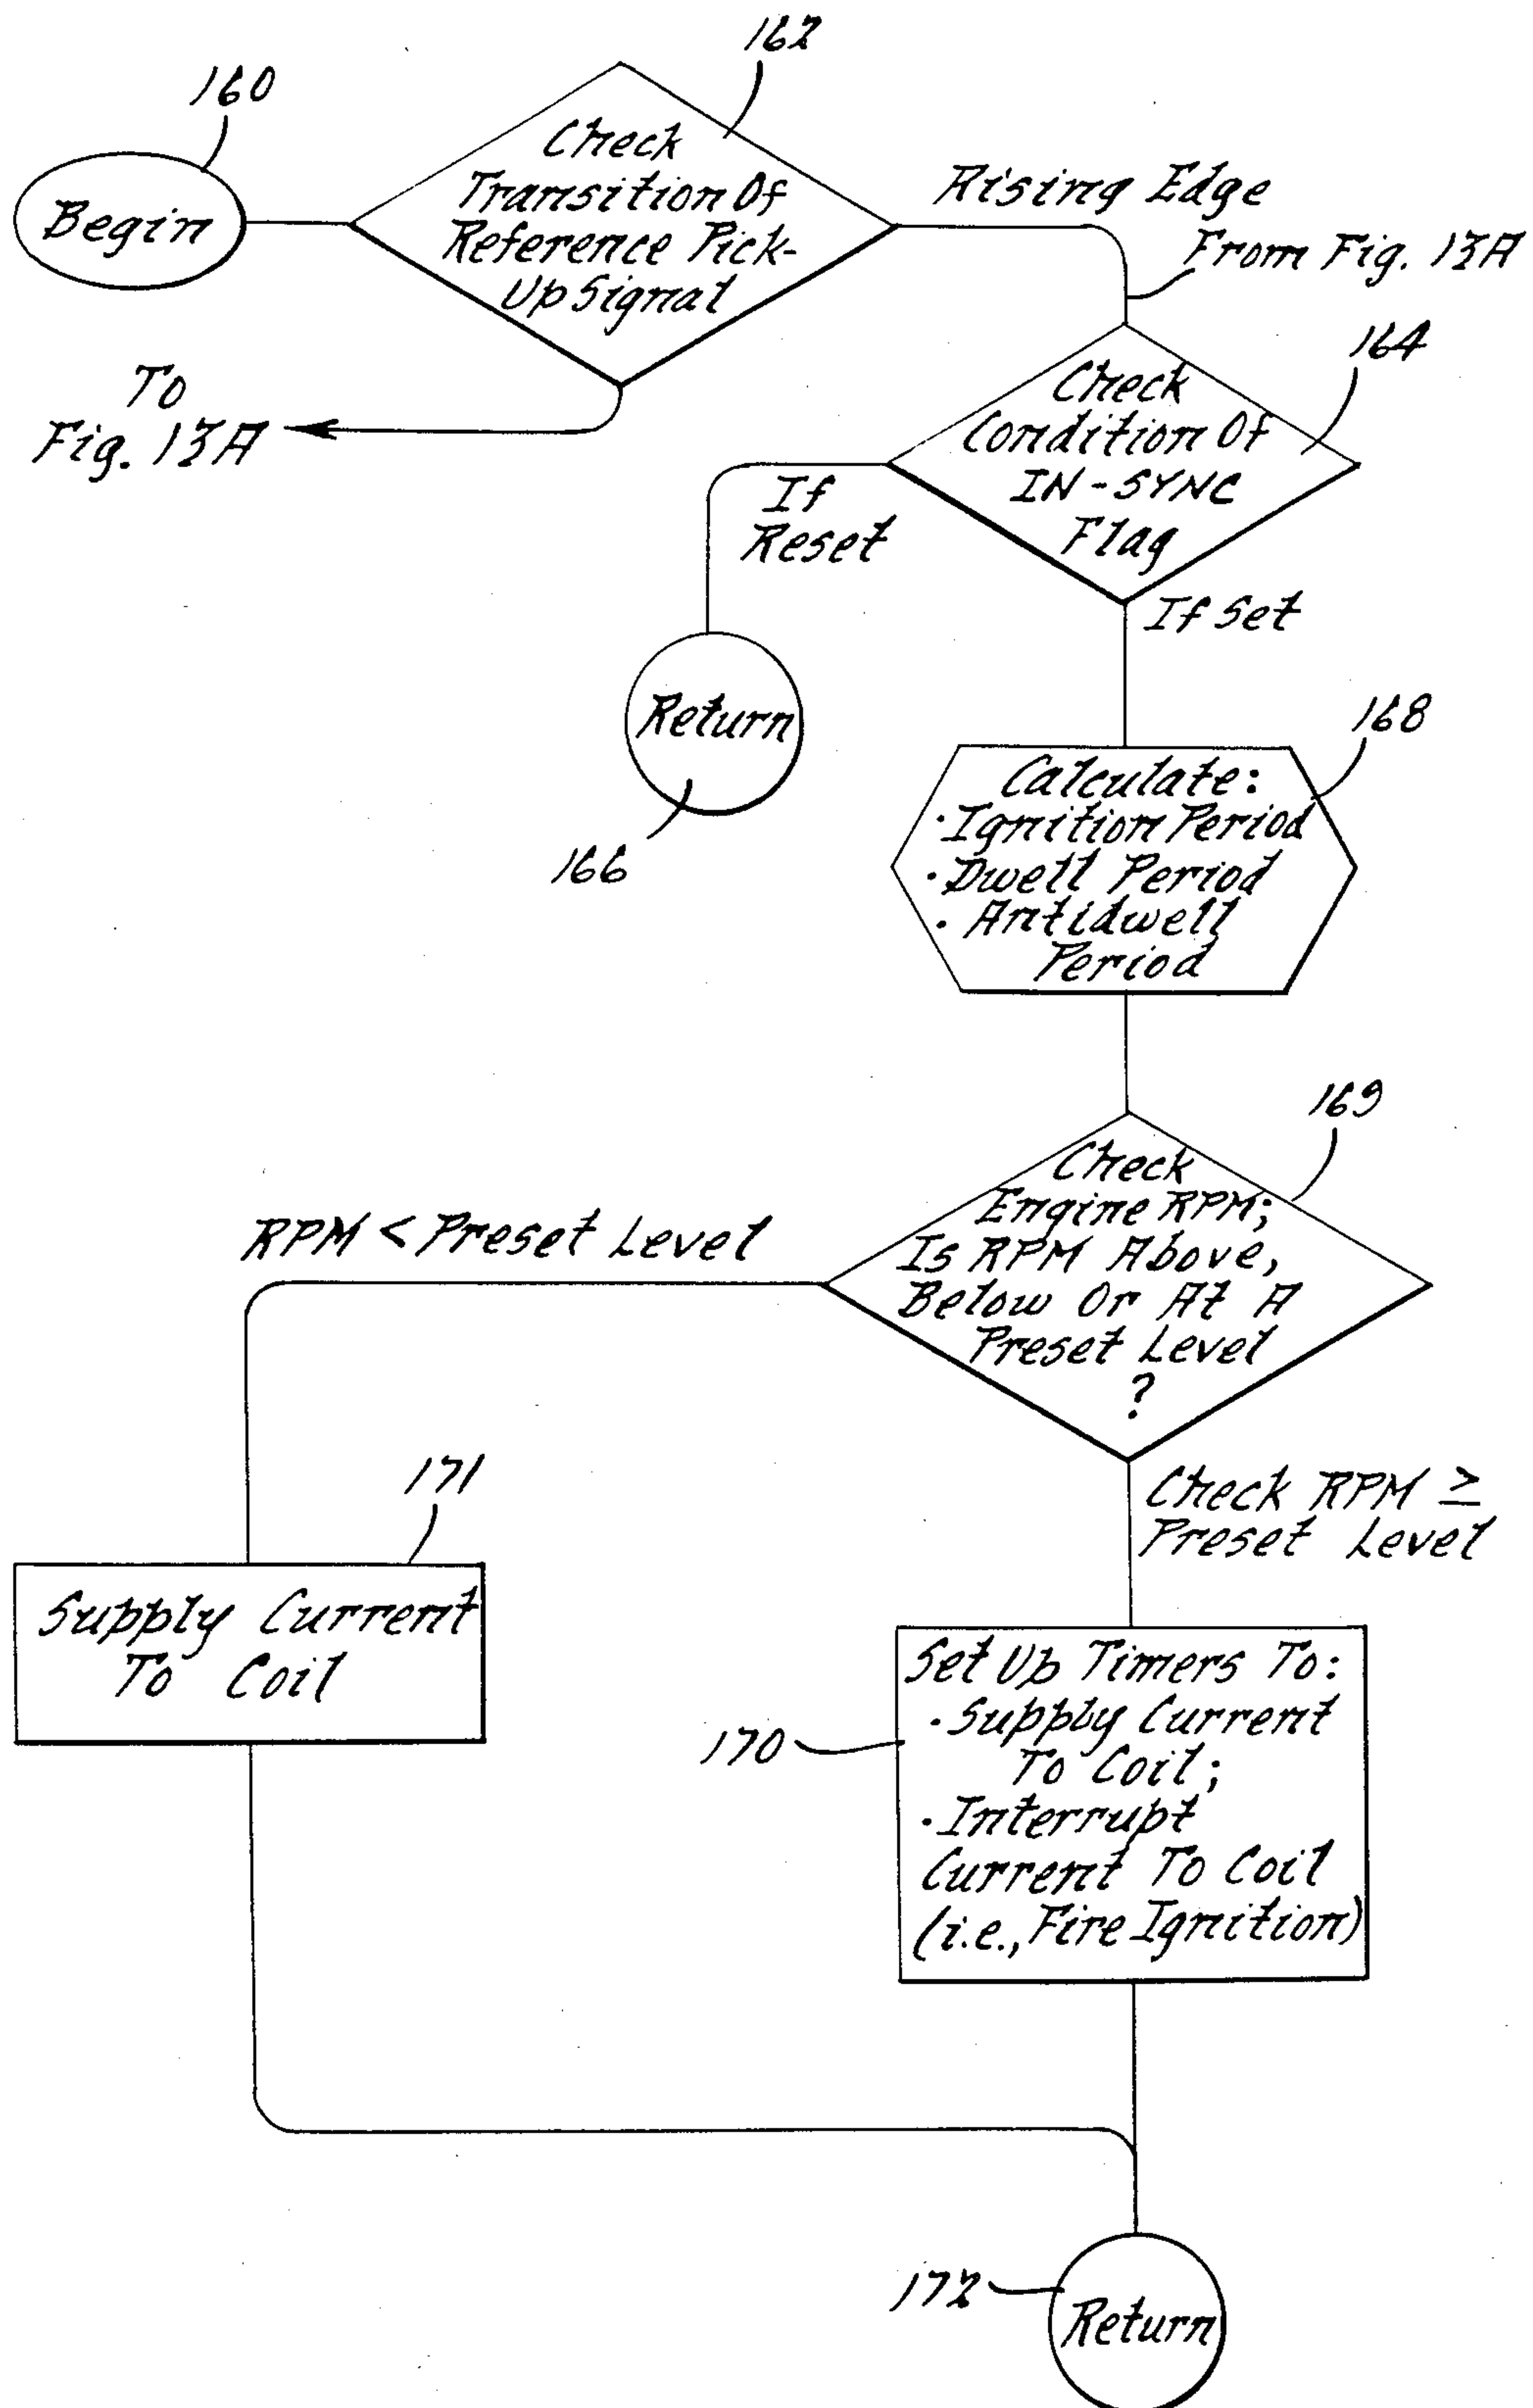 162
160
Check
Transition Of
Reference Pick-
Up Signal
Begin
Rising Edge
From Fig. 13A
To
Fig. 13A
164
Check
Condition Of
IN-SYNC
Flag
If
Reset
If Set
Return
166
168
Calculate:
·Ignition Period
·Dwell Period
·Antidwell
Period
169
Check
Engine RPM;
Is RPM Above,
Below Or At A
Preset Level
?
RPM < Preset Level
Check RPM ≥
Preset Level
171
Supply Current
To Coil
170
Set Up Timers To:
·Supply Current
To Coil;
·Interrupt
Current To Coil
(i.e., Fire Ignition)
172
Return